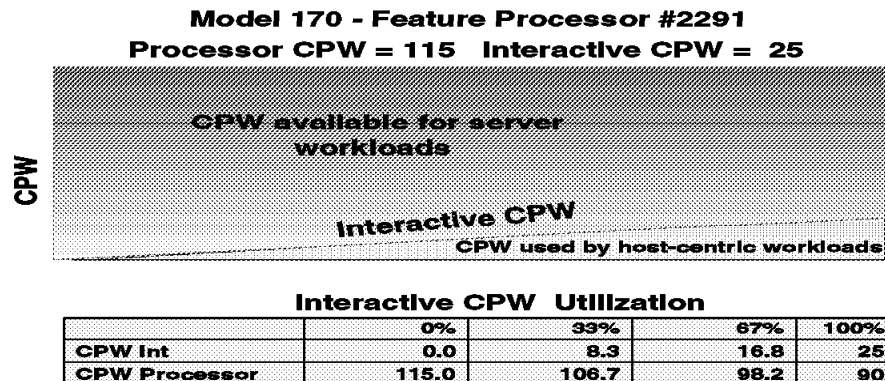 Model 170 - Feature Processor #2291
Processor CPW = 115 Interactive CPW = 25
CPW available for server
workloads
CPW
Interactive CPW
CPW used by host-centric workloads
Interactive CPW Utilization
0% 33% 67% 100%
CPW Int 0.0 8.3 16.8 25
CPW Processor 115.0 106.7 98.2 90